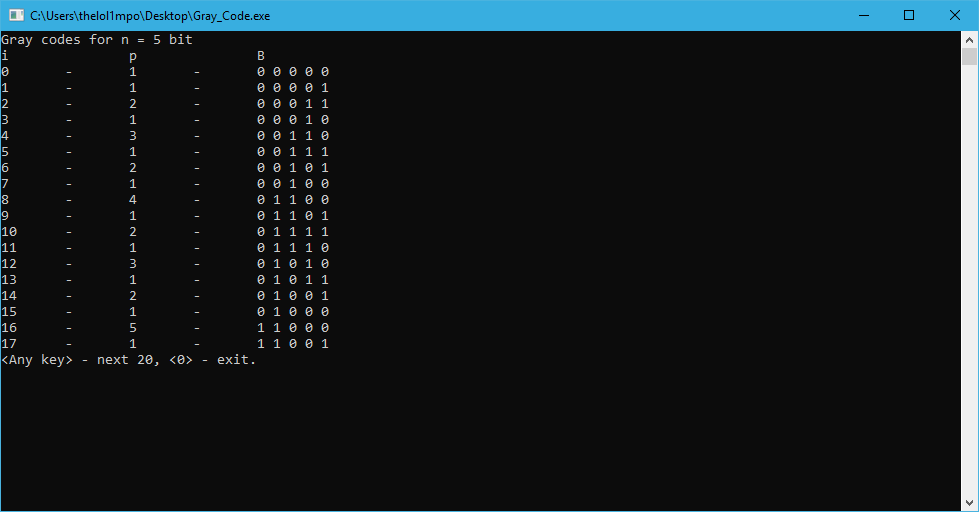 C:\Users\thelol1mpo\Desktop\Gray_Code.exe
Gray codes for n = 5 bit
i p B
0 - 1 - 0 0 0 0 0
1 - 1 - 0 0 0 0 1
2 - 2 - 0 0 0 1 1
3 - 1 - 0 0 0 1 0
4 - 3 - 0 0 1 1 0
5 - 1 - 0 0 1 1 1
6 - 2 - 0 0 1 0 1
7 - 1 - 0 0 1 0 0
8 - 4 - 0 1 1 0 0
9 - 1 - 0 1 1 0 1
10 - 2 - 0 1 1 1 1
11 - 1 - 0 1 1 1 0
12 - 3 - 0 1 0 1 0
13 - 1 - 0 1 0 1 1
14 - 2 - 0 1 0 0 1
15 - 1 - 0 1 0 0 0
16 - 5 - 1 1 0 0 0
17 - 1 - 1 1 0 0 1
<Any key> - next 20, <0> - exit.